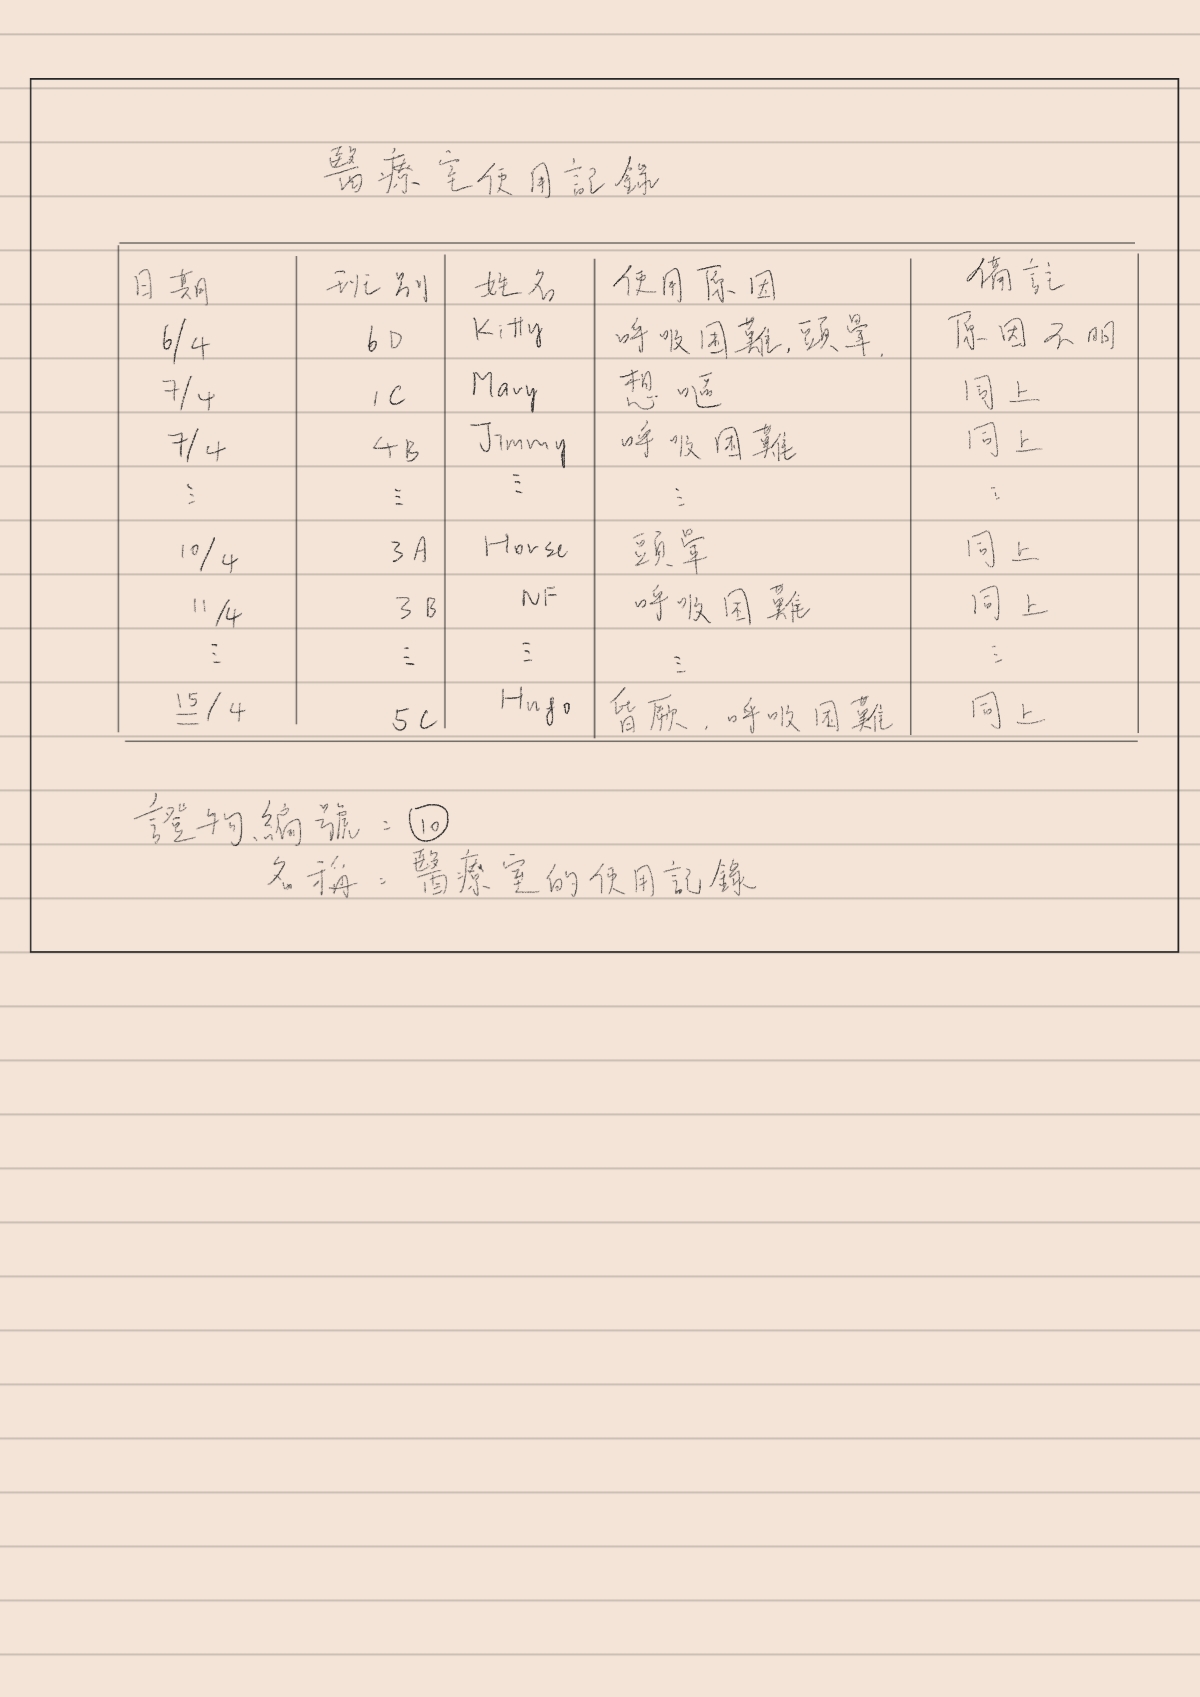 醫療室使用記錄
日期 班別 姓名 使用原因 備註
6/4 6D Kitty 呼吸困難,頭暈. 原因不明
7/4 1C Mary 想嘔 同上
7/4 4B Jimmy 呼吸困難 同上
⋮ ⋮ ⋮ ⋮ ⋮
10/4 3A Horse 頭暈 同上
11/4 3B NF 呼吸困難 同上
⋮ ⋮ ⋮ ⋮ ⋮
15/4 5C Hugo 昏厥,呼吸困難 同上
證物編號:⑩
名稱:醫療室的使用記錄